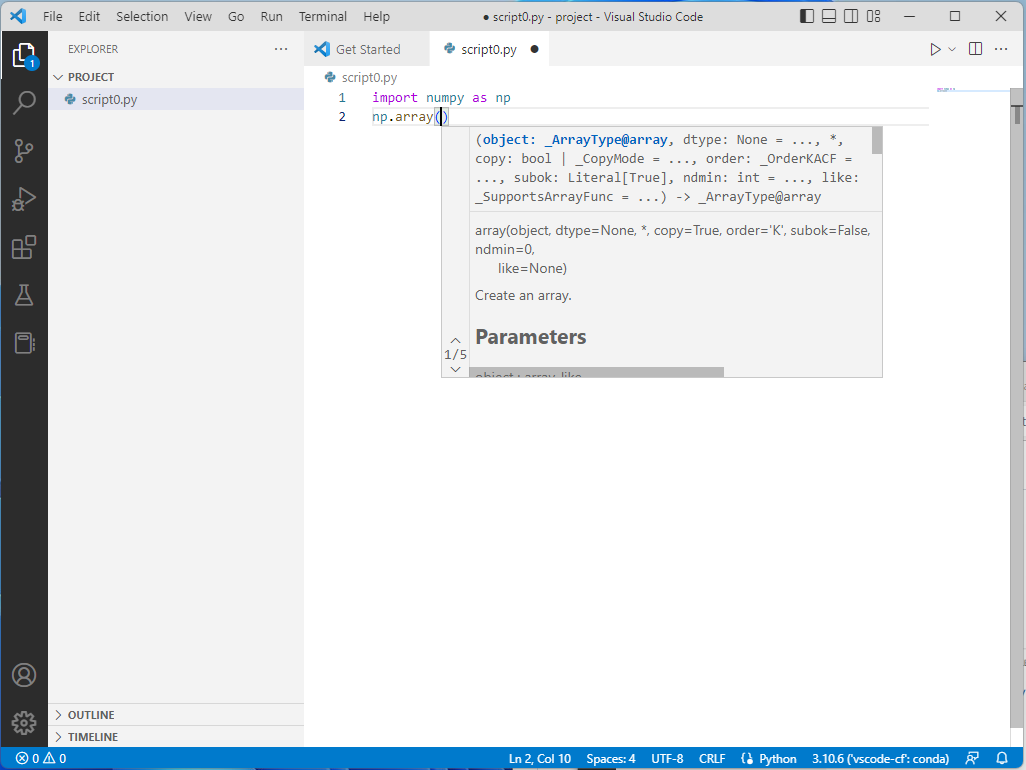 File Edit Selection View Go Run Terminal Help
● script0.py - project - Visual Studio Code
EXPLORER
PROJECT
script0.py
1
Get Started
script0.py ●
script0.py
1 import numpy as np
2 np.array()
(object: _ArrayType@array, dtype: None = ..., *,
copy: bool | _CopyMode = ..., order: _OrderKACF =
..., subok: Literal[True], ndmin: int = ..., like:
_SupportsArrayFunc = ...) -> _ArrayType@array
array(object, dtype=None, *, copy=True, order='K', subok=False,
ndmin=0,
like=None)
Create an array.
Parameters
1/5
object : array_like
OUTLINE
TIMELINE
0 0
Ln 2, Col 10 Spaces: 4 UTF-8 CRLF Python 3.10.6 ('vscode-cf': conda)